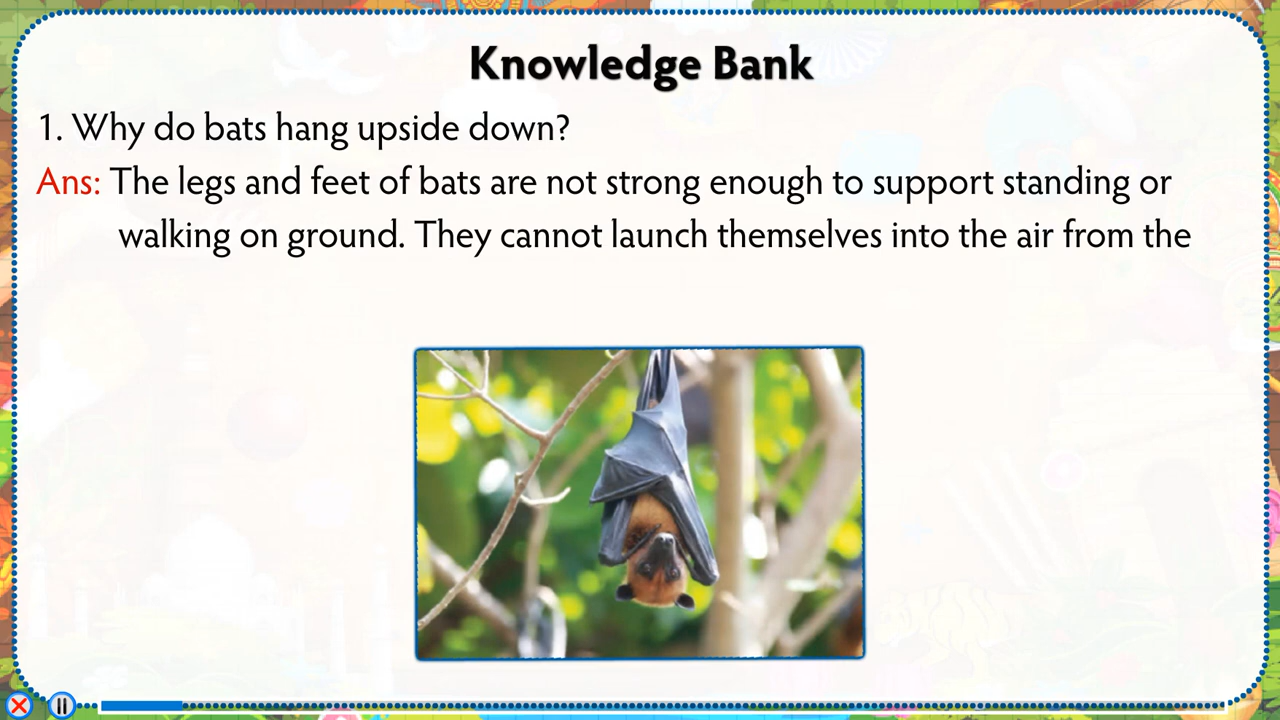 Knowledge Bank
1. Why do bats hang upside down?
Ans: The legs and feet of bats are not strong enough to support standing or
walking on ground. They cannot launch themselves into the air from the